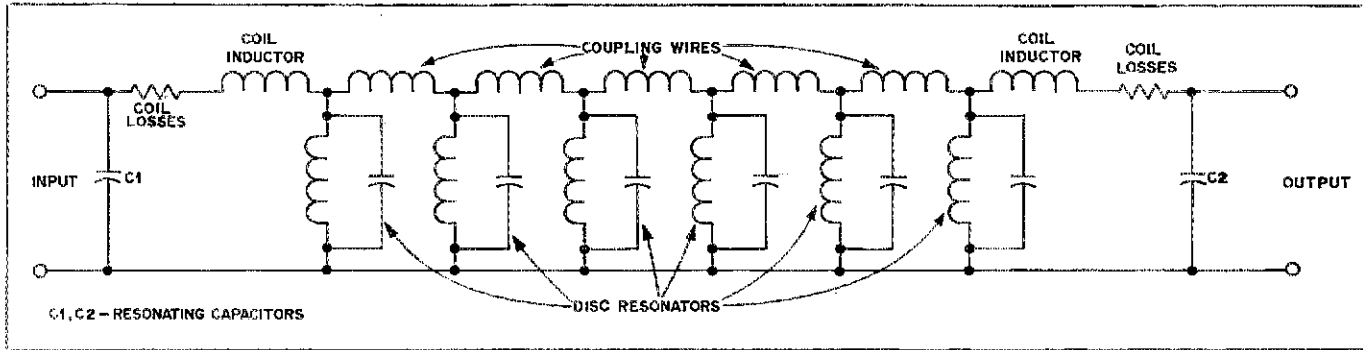 COIL
INDUCTOR
COUPLING WIRES
COIL
INDUCTOR
COIL
LOSSES
COIL
LOSSES
INPUT
C1
C2
OUTPUT
DISC RESONATORS
C1, C2 – RESONATING CAPACITORS